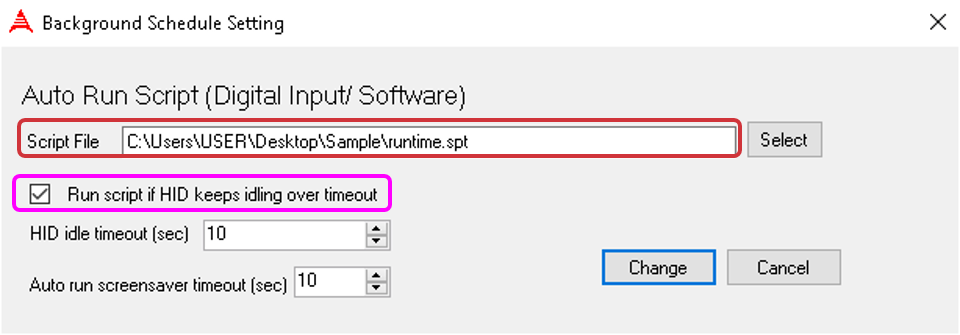 Background Schedule Setting
Auto Run Script (Digital Input/ Software)
Script File C:\Users\USER\Desktop\Sample\runtime.spt Select
Run script if HID keeps idling over timeout
HID idle timeout (sec) 10
Change Cancel
Auto run screensaver timeout (sec) 10